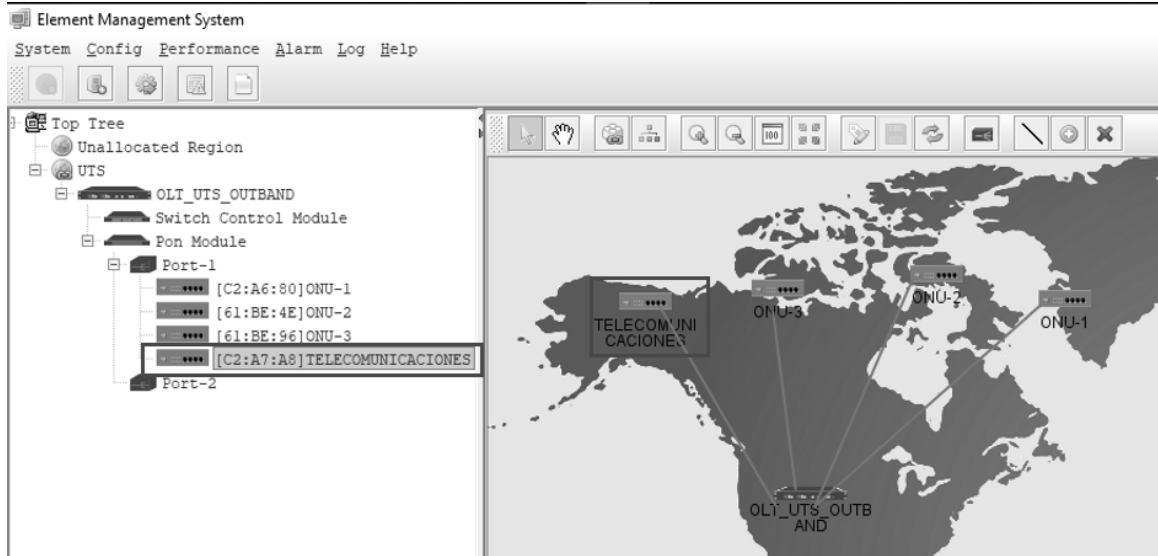 Element Management System
System Config Performance Alarm Log Help
Top Tree
Unallocated Region
UTS
OLT_UTS_OUTBAND
Switch Control Module
Pon Module
Port-1
[C2:A6:80]ONU-1
[61:BE:4E]ONU-2
[61:BE:96]ONU-3
[C2:A7:A8]TELECOMUNICACIONES
Port-2
100
TELECOMUNI
CACIONES
ONU-3
ONU-2
ONU-1
OLT_UTS_OUTB
AND